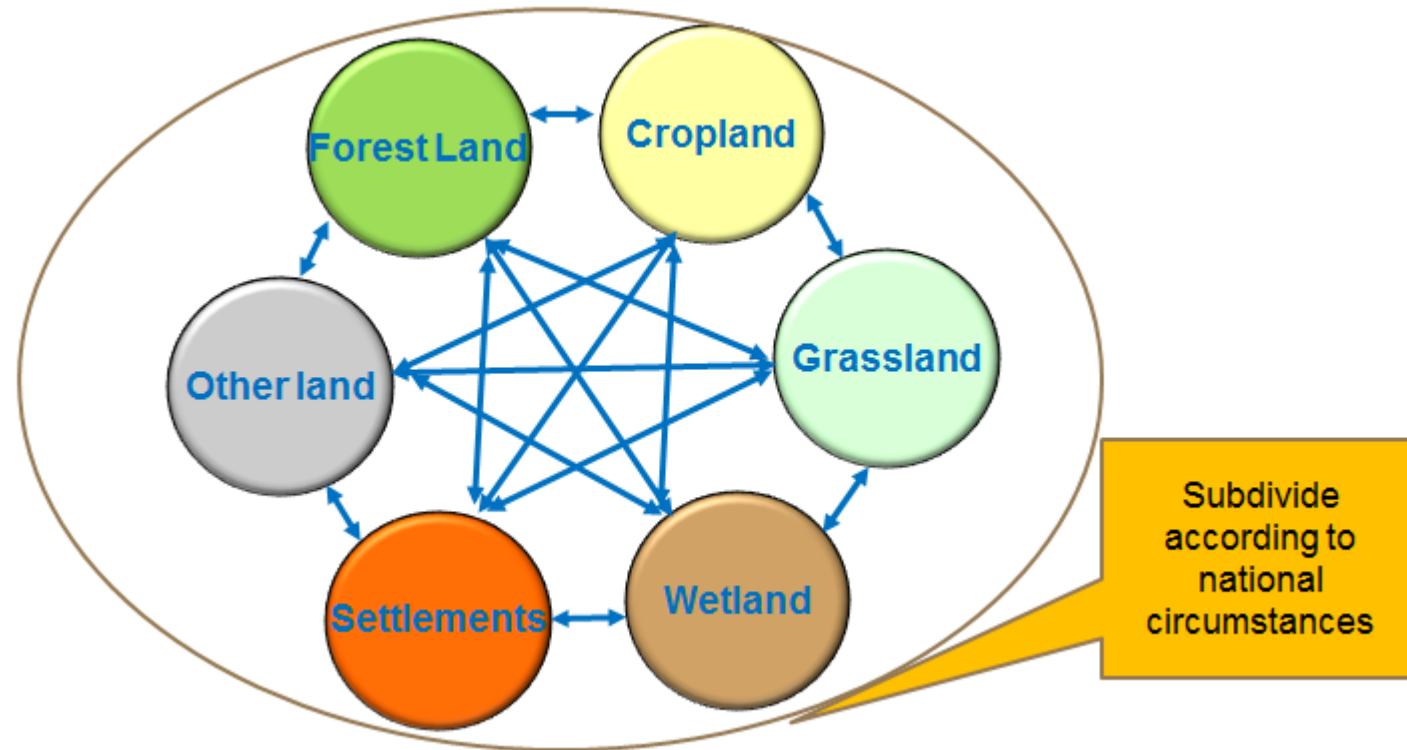 Forest Land
Cropland
Other land
Grassland
Settlements
Wetland
Subdivide
according to
national
circumstances